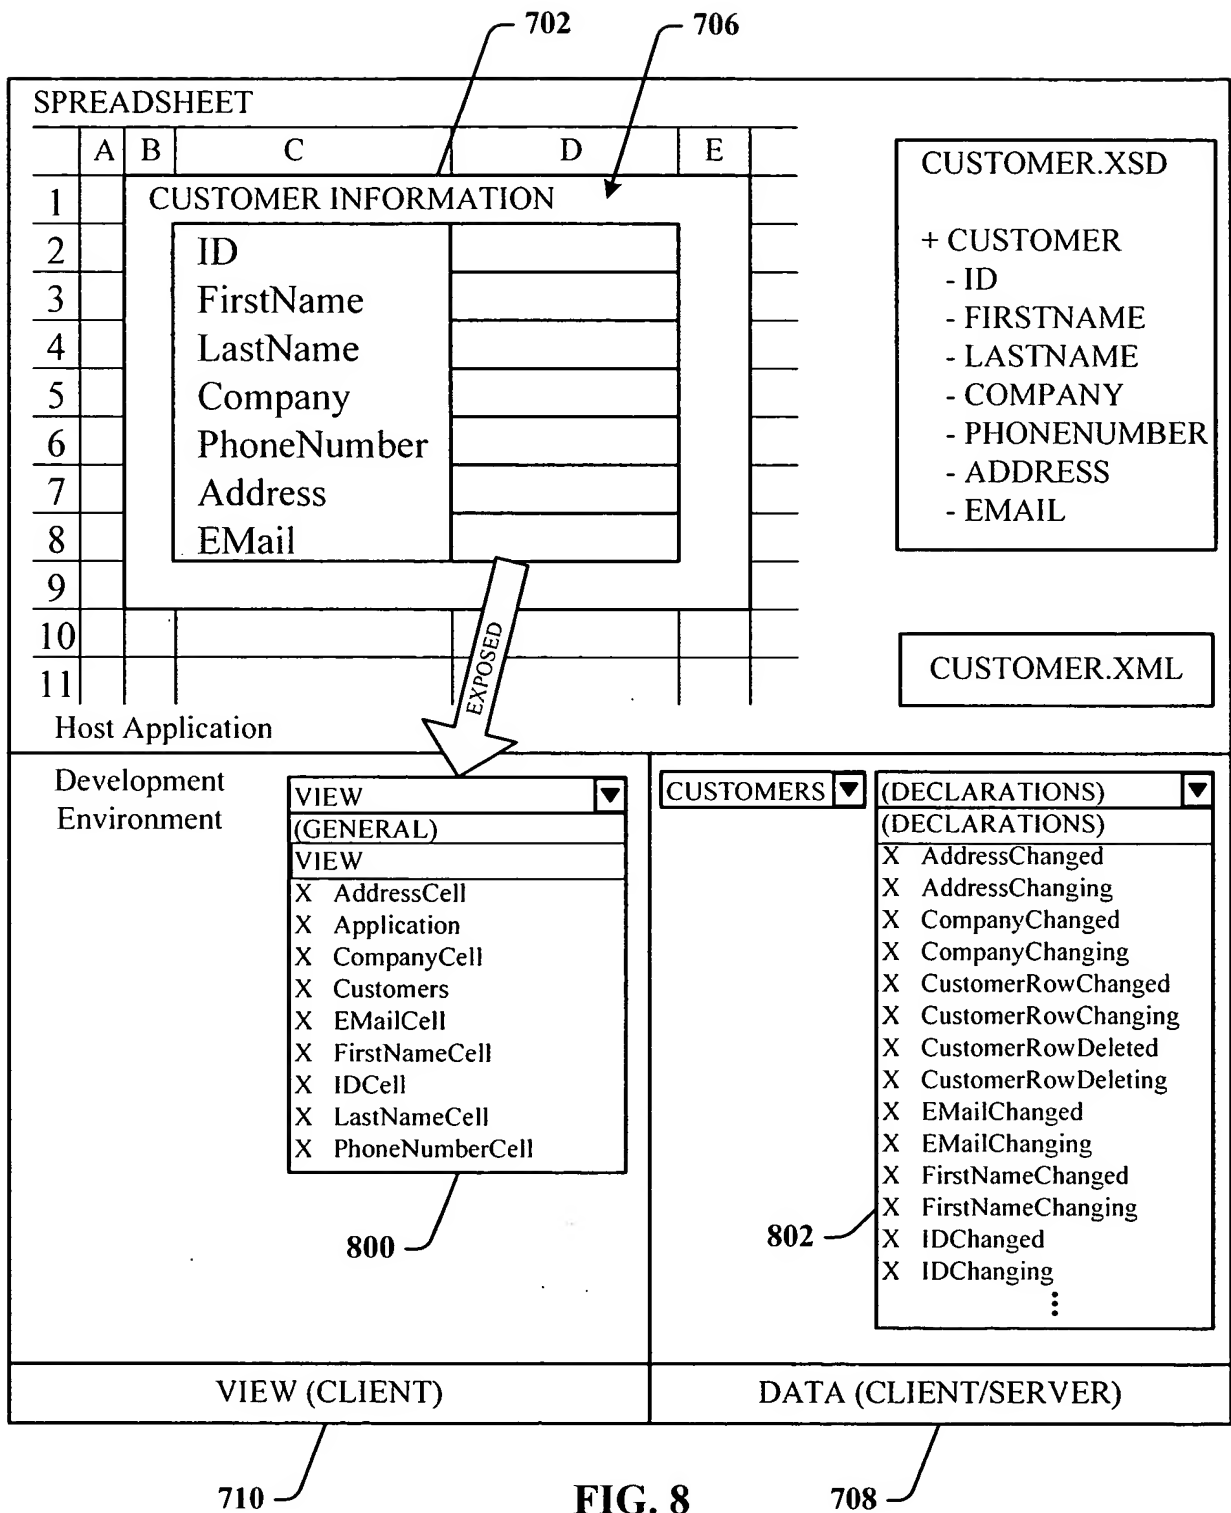 702
706
SPREADSHEET
A B C D E
1 CUSTOMER INFORMATION
2 ID
3 FirstName
4 LastName
5 Company
6 PhoneNumber
7 Address
8 EMail
9
10
11
EXPOSED
Host Application
CUSTOMER.XSD
+ CUSTOMER
- ID
- FIRSTNAME
- LASTNAME
- COMPANY
- PHONENUMBER
- ADDRESS
- EMAIL
CUSTOMER.XML
Development
Environment
VIEW
(GENERAL)
VIEW
X AddressCell
X Application
X CompanyCell
X Customers
X EMailCell
X FirstNameCell
X IDCell
X LastNameCell
X PhoneNumberCell
800
CUSTOMERS
(DECLARATIONS)
(DECLARATIONS)
X AddressChanged
X AddressChanging
X CompanyChanged
X CompanyChanging
X CustomerRowChanged
X CustomerRowChanging
X CustomerRowDeleted
X CustomerRowDeleting
X EMailChanged
X EMailChanging
X FirstNameChanged
X FirstNameChanging
X IDChanged
X IDChanging
802
VIEW (CLIENT)
DATA (CLIENT/SERVER)
710
FIG. 8
708